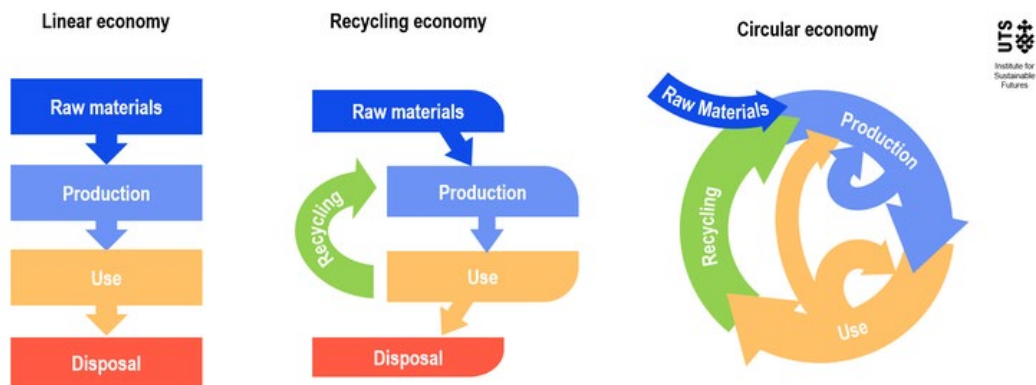 Linear economy
Raw materials
Production
Use
Disposal
Recycling economy
Raw materials
Production
Recycling
Use
Disposal
Circular economy
Raw Materials
Production
Recycling
Use
UTS
Institute for
Sustainable
Futures